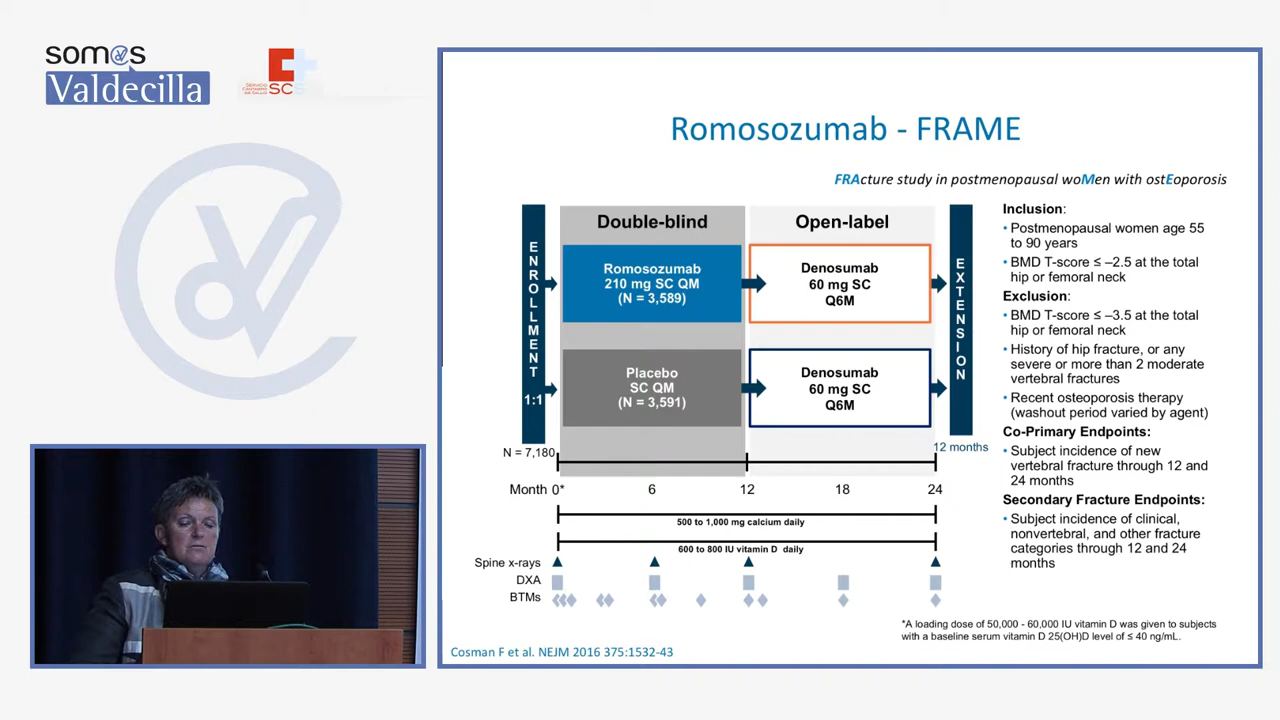 somos
Valdecilla
SERVICIO
CÁNTABRO
DE SALUD
SCS
Romosozumab - FRAME
FRActure study in postmenopausal woMen with ostEoporosis
ENROLLMENT
1:1
Double-blind
Open-label
Romosozumab
210 mg SC QM
(N = 3,589)
Denosumab
60 mg SC
Q6M
Placebo
SC QM
(N = 3,591)
Denosumab
60 mg SC
Q6M
EXTENSION
12 months
N = 7,180
Month 0* 6 12 18 24
500 to 1,000 mg calcium daily
600 to 800 IU vitamin D daily
Spine x-rays
DXA
BTMs
Inclusion:
• Postmenopausal women age 55
to 90 years
• BMD T-score ≤ –2.5 at the total
hip or femoral neck
Exclusion:
• BMD T-score ≤ –3.5 at the total
hip or femoral neck
• History of hip fracture, or any
severe or more than 2 moderate
vertebral fractures
• Recent osteoporosis therapy
(washout period varied by agent)
Co-Primary Endpoints:
• Subject incidence of new
vertebral fracture through 12 and
24 months
Secondary Fracture Endpoints:
• Subject incidence of clinical,
nonvertebral, and other fracture
categories through 12 and 24
months
*A loading dose of 50,000 - 60,000 IU vitamin D was given to subjects
with a baseline serum vitamin D 25(OH)D level of ≤ 40 ng/mL.
Cosman F et al. NEJM 2016 375:1532-43